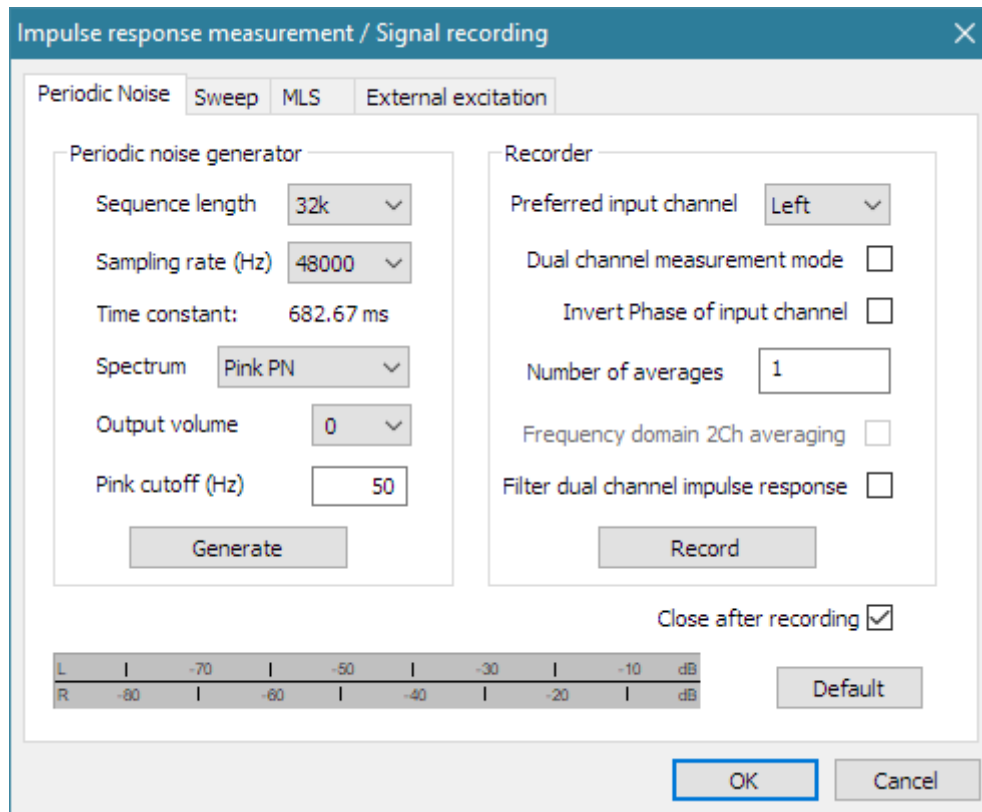 Impulse response measurement / Signal recording
Periodic Noise Sweep MLS External excitation
Periodic noise generator
Sequence length 32k
Sampling rate (Hz) 48000
Time constant: 682.67 ms
Spectrum Pink PN
Output volume 0
Pink cutoff (Hz) 50
Generate
Recorder
Preferred input channel Left
Dual channel measurement mode
Invert Phase of input channel
Number of averages 1
Frequency domain 2Ch averaging
Filter dual channel impulse response
Record
Close after recording
L -70 -50 -30 -10 dB
R -80 -60 -40 -20 dB
Default
OK Cancel